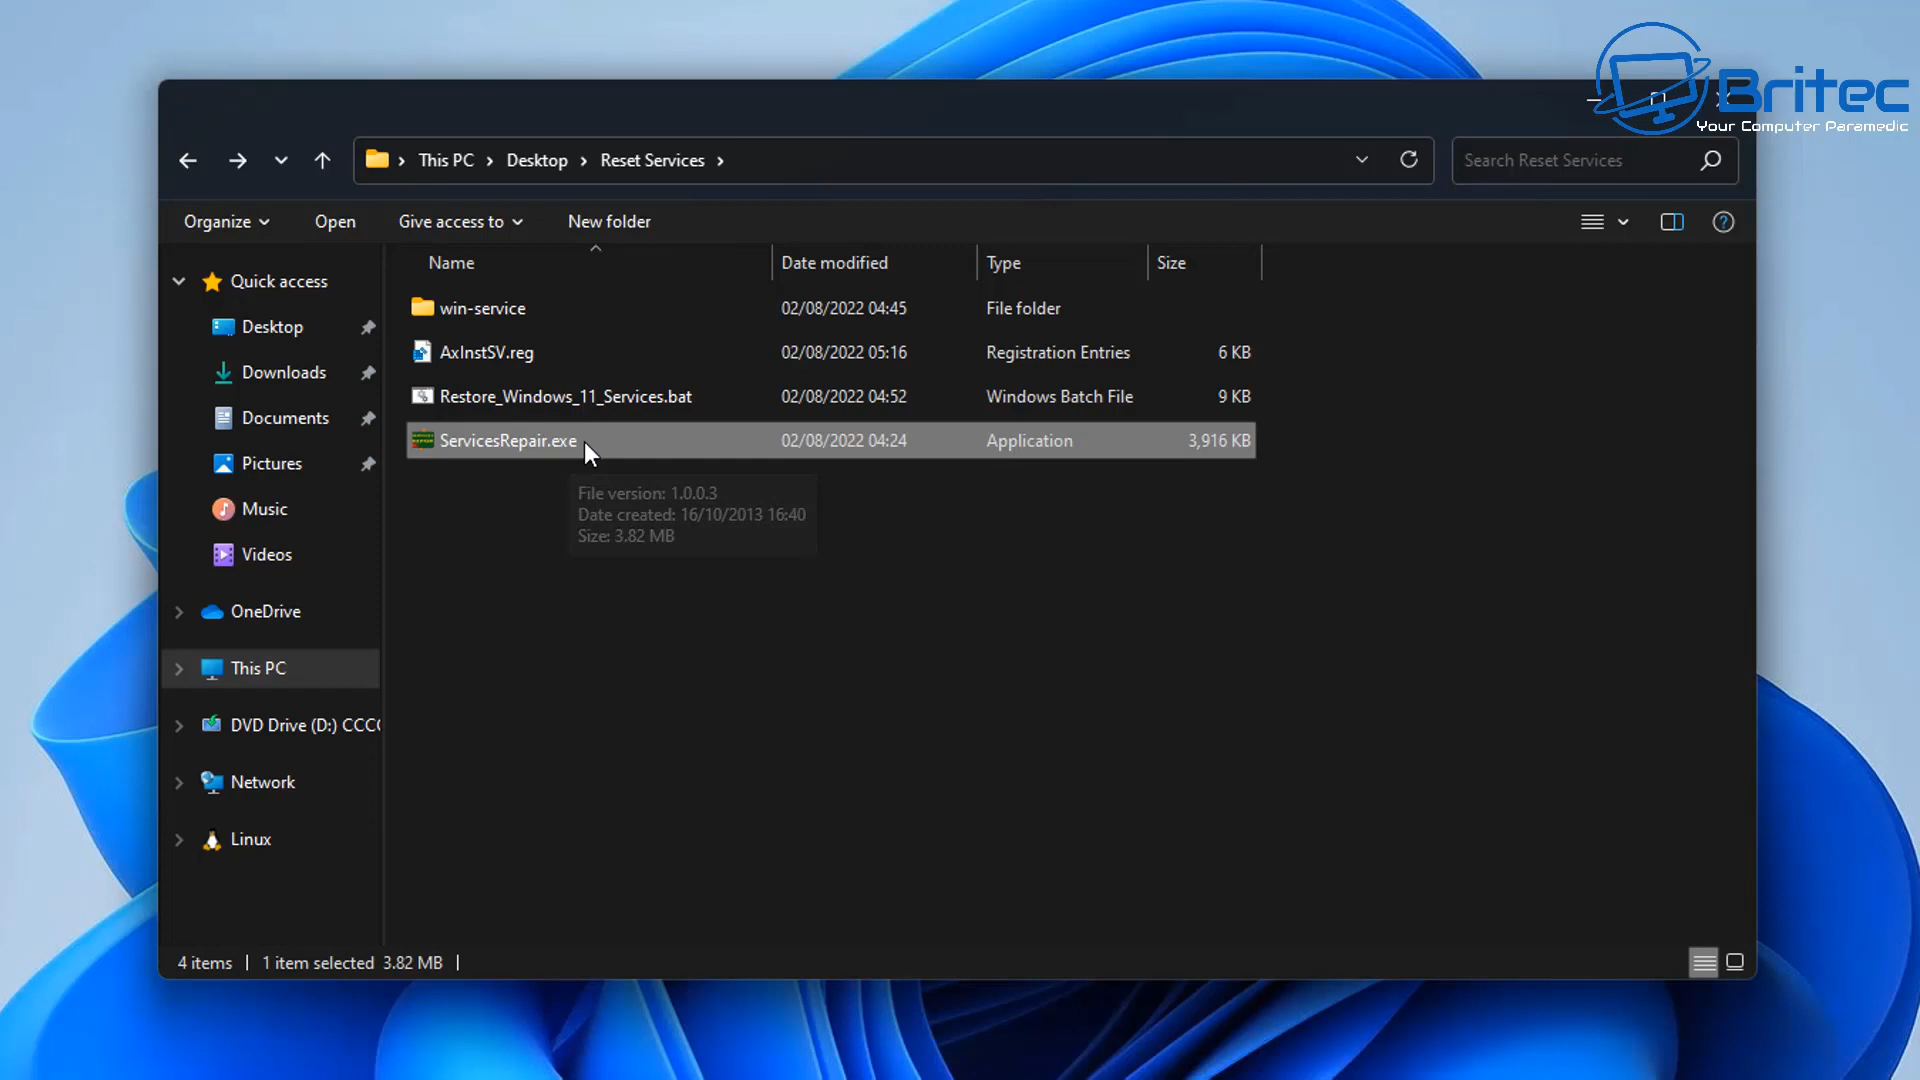 Britec
Your Computer Paramedic
This PC
Desktop
Reset Services
Search Reset Services
Organize
Open
Give access to
New folder
Name
Date modified
Type
Size
Quick access
Desktop
Downloads
Documents
Pictures
Music
Videos
OneDrive
This PC
DVD Drive (D:) CCC
Network
Linux
win-service 02/08/2022 04:45 File folder
AxInstSV.reg 02/08/2022 05:16 Registration Entries 6 KB
Restore_Windows_11_Services.bat 02/08/2022 04:52 Windows Batch File 9 KB
ServicesRepair.exe 02/08/2022 04:24 Application 3,916 KB
File version: 1.0.0.3
Date created: 16/10/2013 16:40
Size: 3.82 MB
4 items
1 item selected 3.82 MB